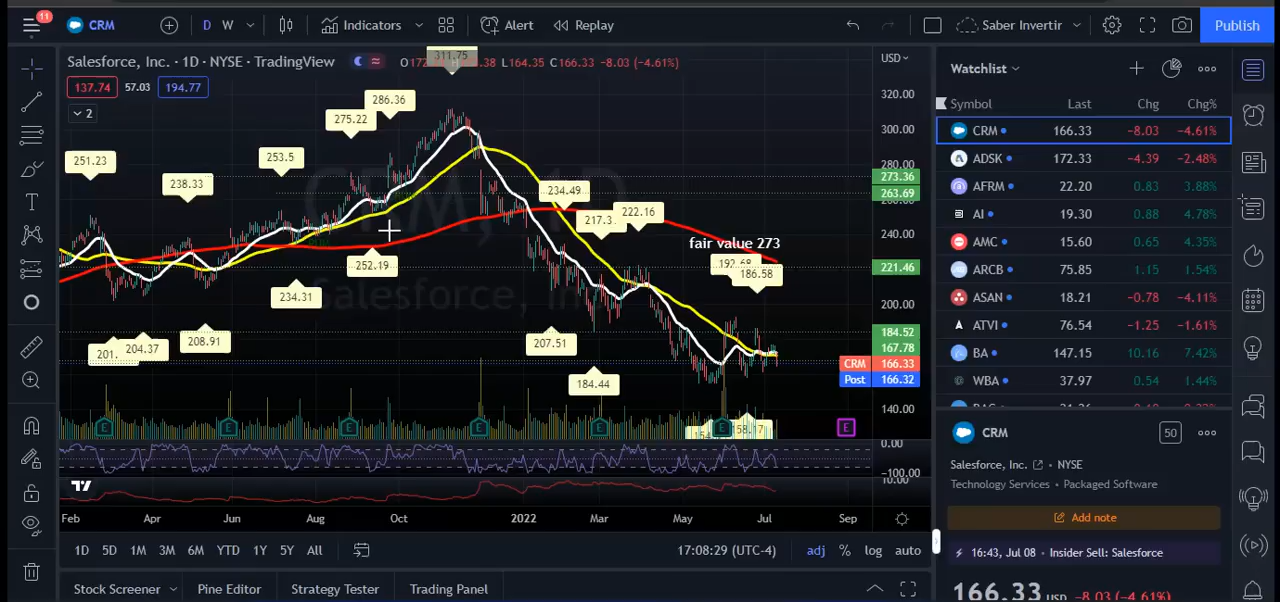 11
CRM
D W
Indicators
Alert
Replay
Saber Invertir
Publish
Salesforce, Inc. · 1D · NYSE · TradingView
L164.35 C166.33 -8.03 (-4.61%)
137.74 57.03 194.77
2
311.75
286.36
275.22
251.23
253.5
238.33
234.49
217.3
222.16
fair value 273
192.68
186.58
252.19
234.31
201.
204.37
208.91
207.51
184.44
158.17
CRM, 1D
Salesforce, Inc.
USD
320.00
300.00
280.00
273.36
263.69
240.00
221.46
200.00
184.52
167.78
CRM 166.33
Post 166.32
140.00
0.00
-100.00
10.00
E E E E E E E
Feb Apr Jun Aug Oct 2022 Mar May Jul Sep
1D 5D 1M 3M 6M YTD 1Y 5Y All
17:08:29 (UTC-4) adj % log auto
Stock Screener Pine Editor Strategy Tester Trading Panel
Watchlist
Symbol Last Chg Chg%
CRM 166.33 -8.03 -4.61%
ADSK 172.33 -4.39 -2.48%
AFRM 22.20 0.83 3.88%
AI 19.30 0.88 4.78%
AMC 15.60 0.65 4.35%
ARCB 75.85 1.15 1.54%
ASAN 18.21 -0.78 -4.11%
ATVI 76.54 -1.25 -1.61%
BA 147.15 10.16 7.42%
WBA 37.97 0.54 1.44%
CRM
50
Salesforce, Inc. NYSE
Technology Services • Packaged Software
Add note
16:43, Jul 08 • Insider Sell: Salesforce
166.33 USD -8.03 (-4.61%)